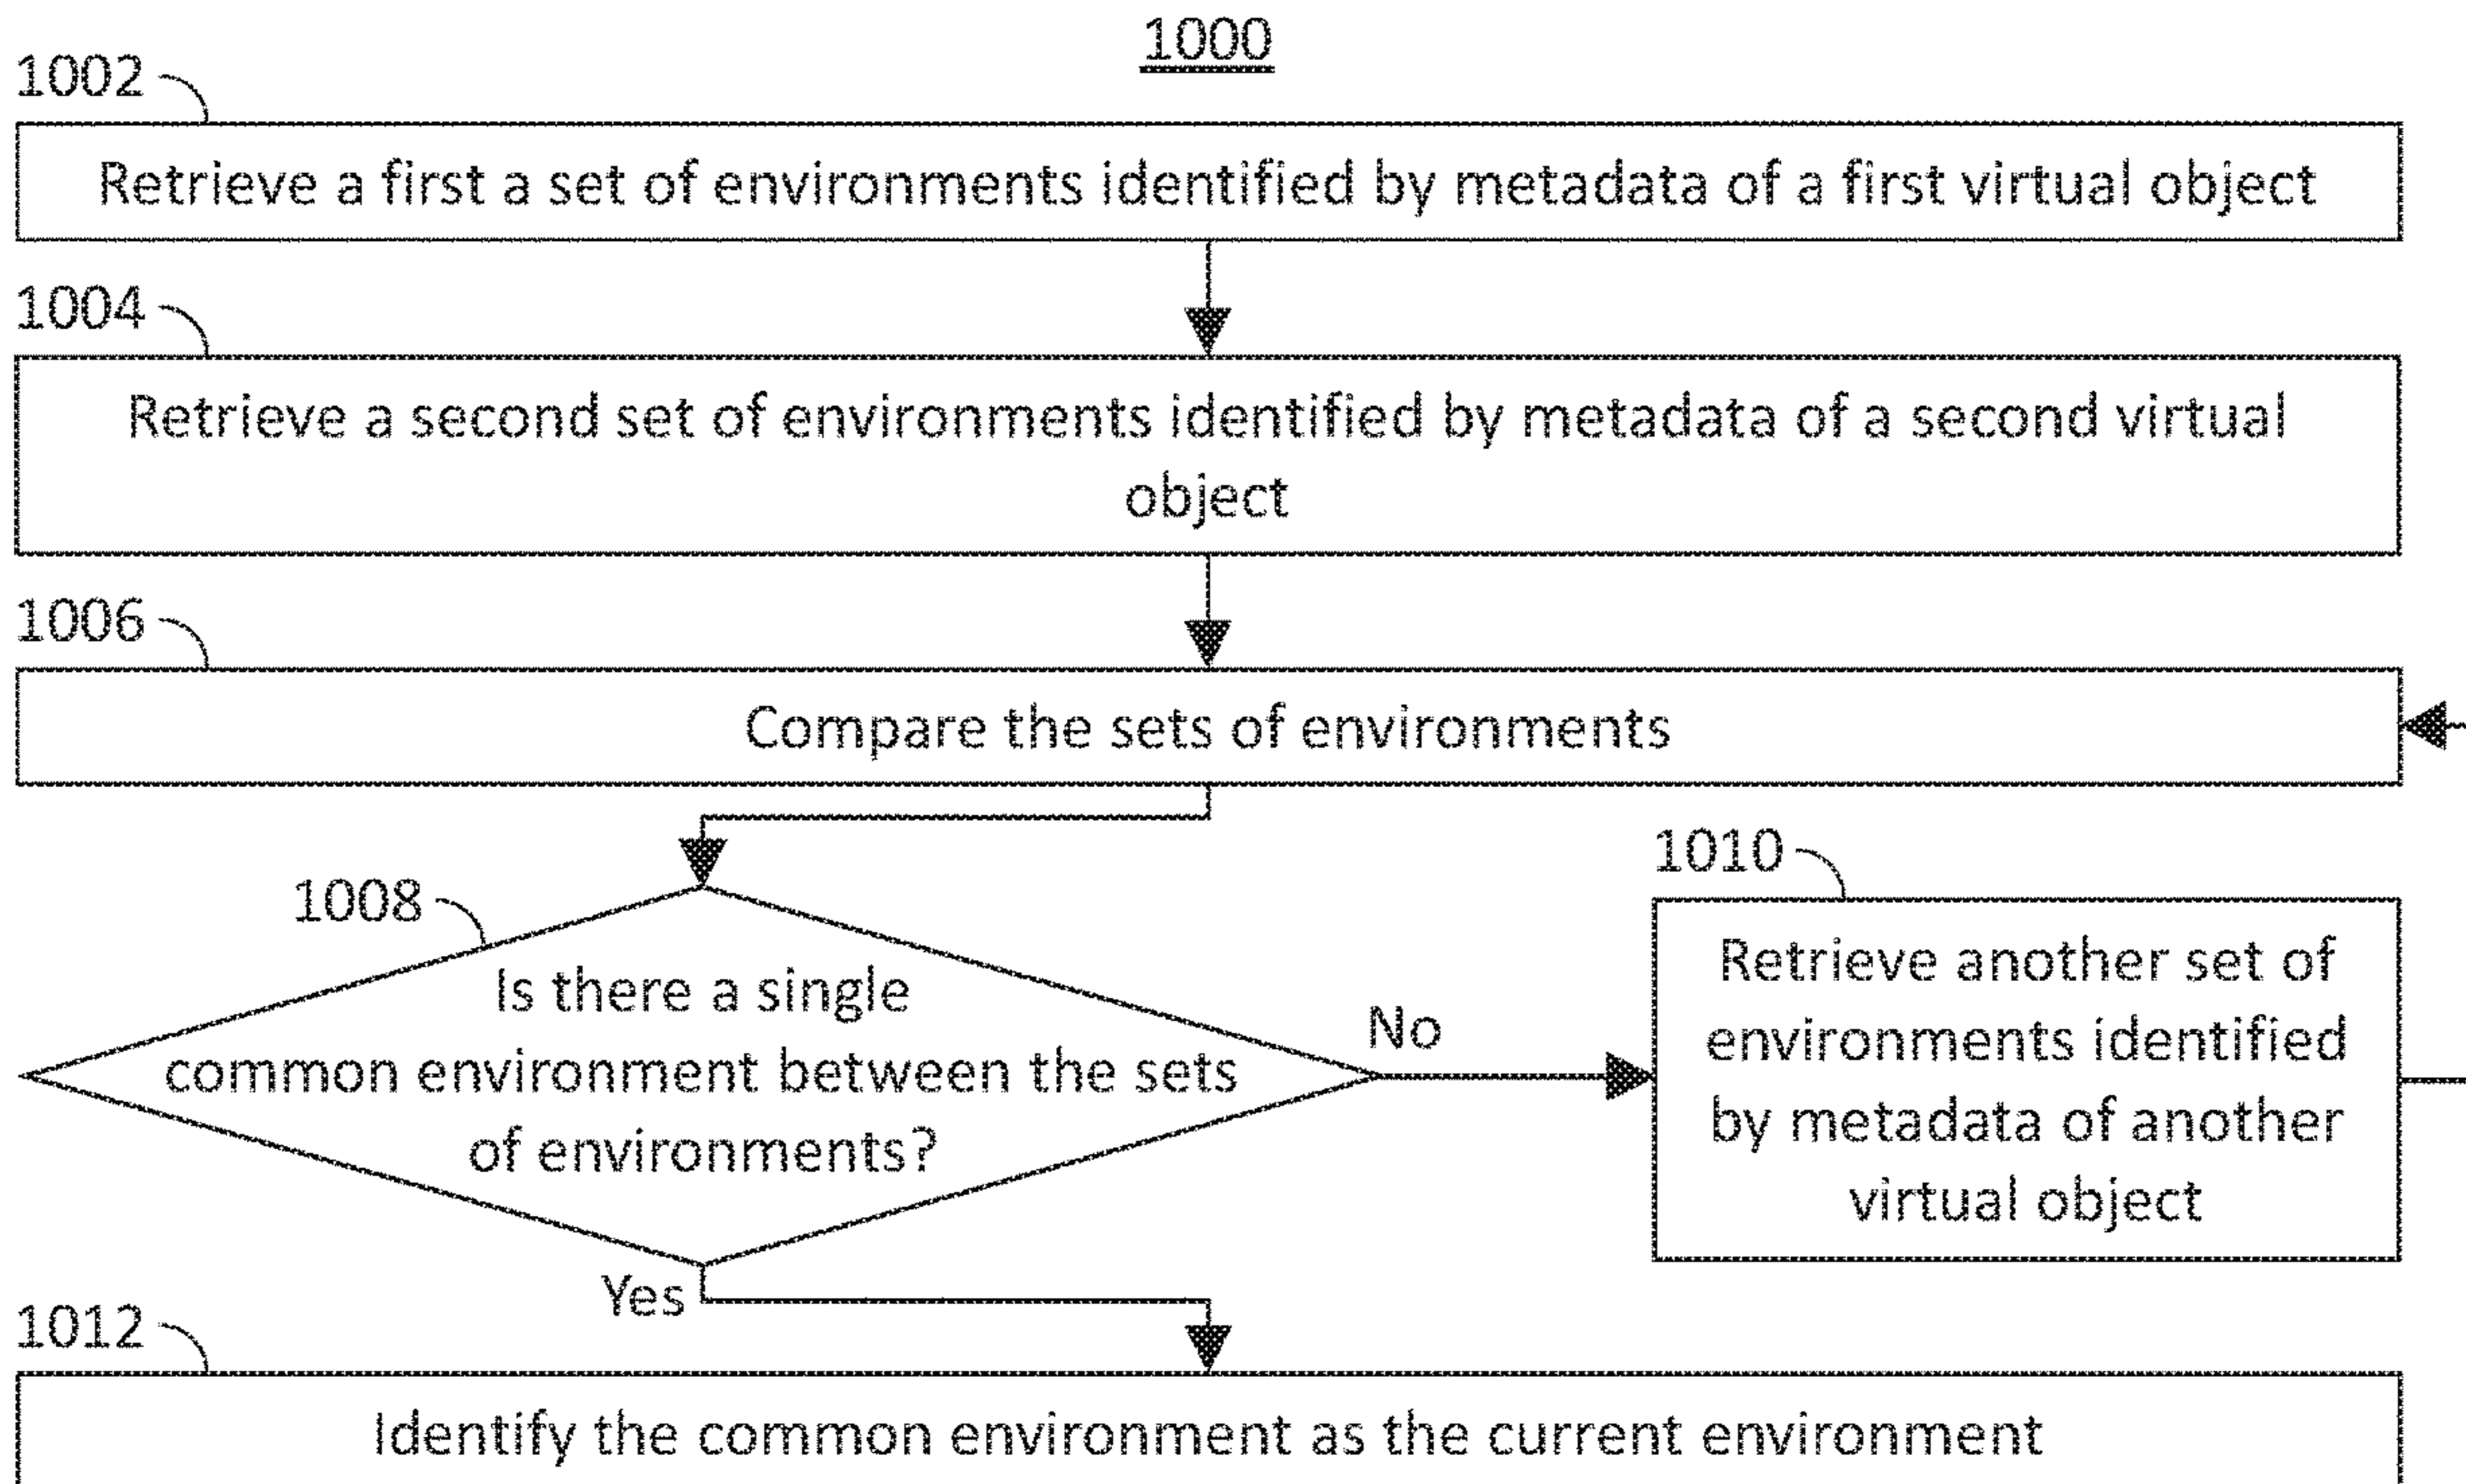 1000
1002
Retrieve a first a set of environments identified by metadata of a first virtual object
1004
Retrieve a second set of environments identified by metadata of a second virtual
object
1006
Compare the sets of environments
1008
Is there a single
common environment between the sets
of environments?
No
Yes
1010
Retrieve another set of
environments identified
by metadata of another
virtual object
1012
Identify the common environment as the current environment